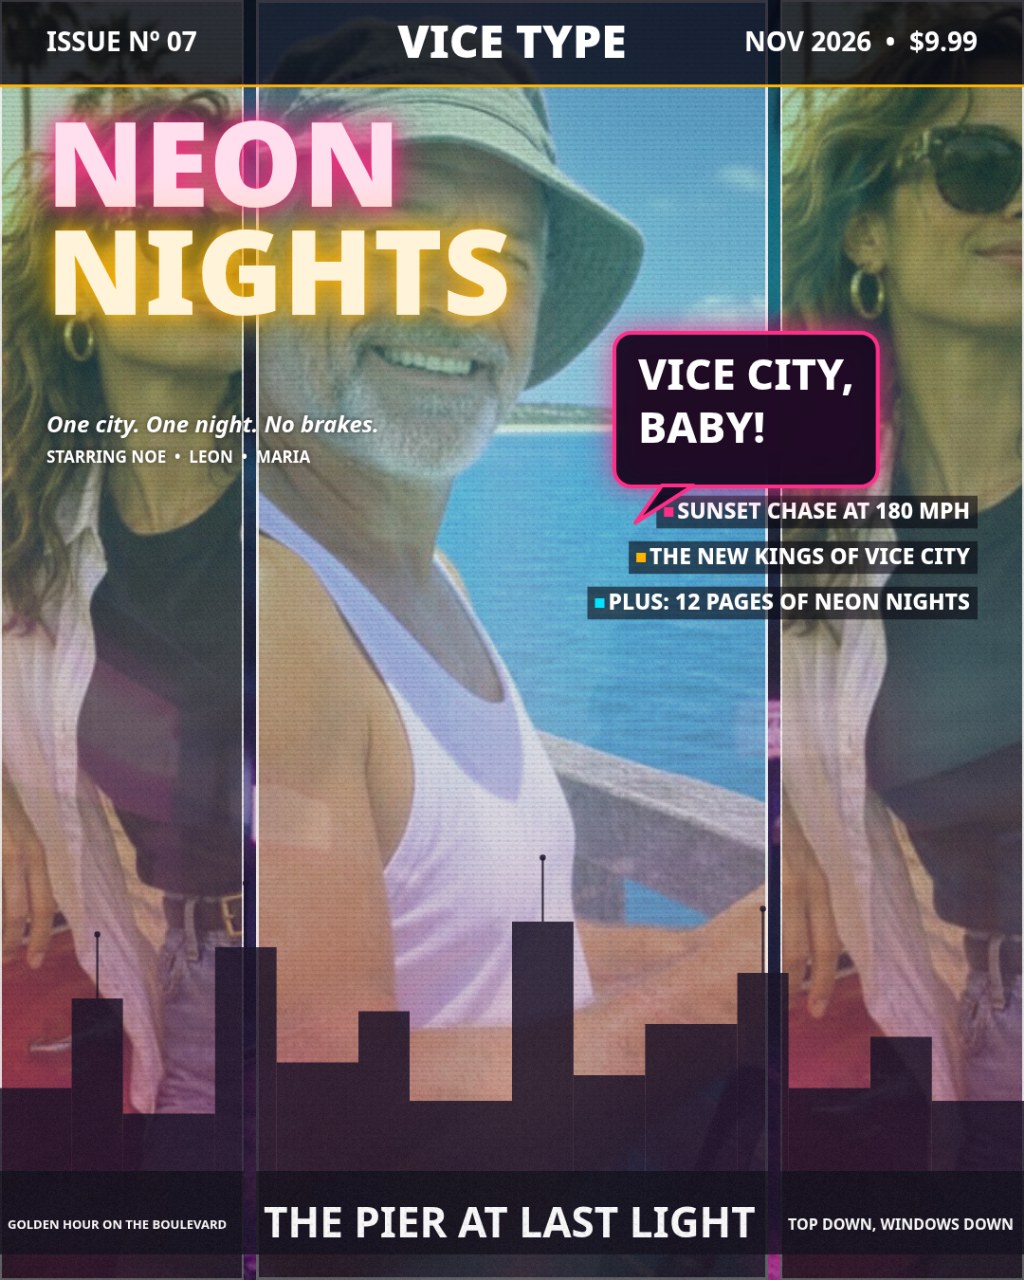 ISSUE Nº 07
VICE TYPE
NOV 2026 • $9.99
NEON
NIGHTS
VICE CITY,
BABY!
One city. One night. No brakes.
STARRING NOE • LEON • MARIA
SUNSET CHASE AT 180 MPH
THE NEW KINGS OF VICE CITY
PLUS: 12 PAGES OF NEON NIGHTS
GOLDEN HOUR ON THE BOULEVARD
THE PIER AT LAST LIGHT
TOP DOWN, WINDOWS DOWN